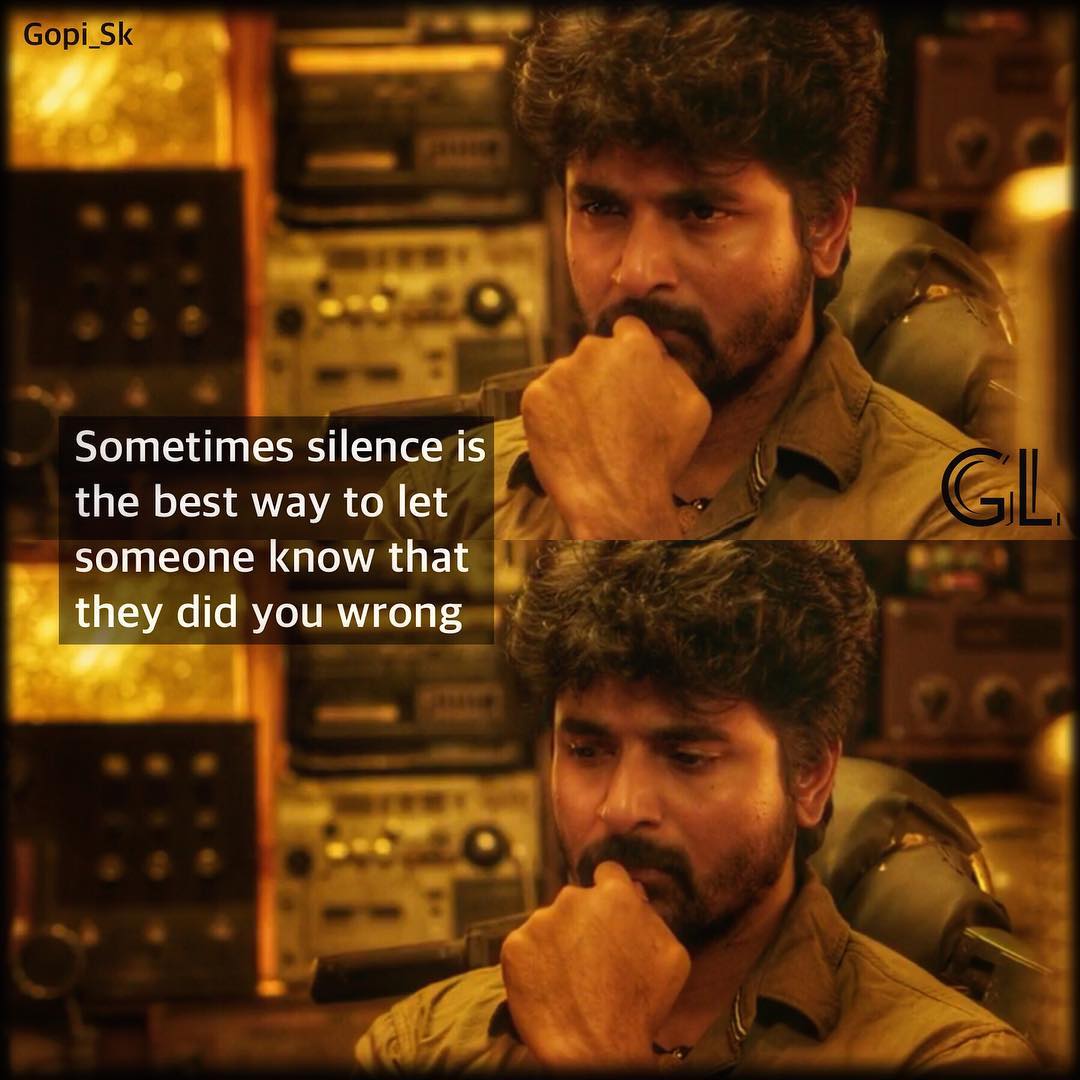 Gopi_Sk
Sometimes silence is
the best way to let
someone know that
they did you wrong
GL